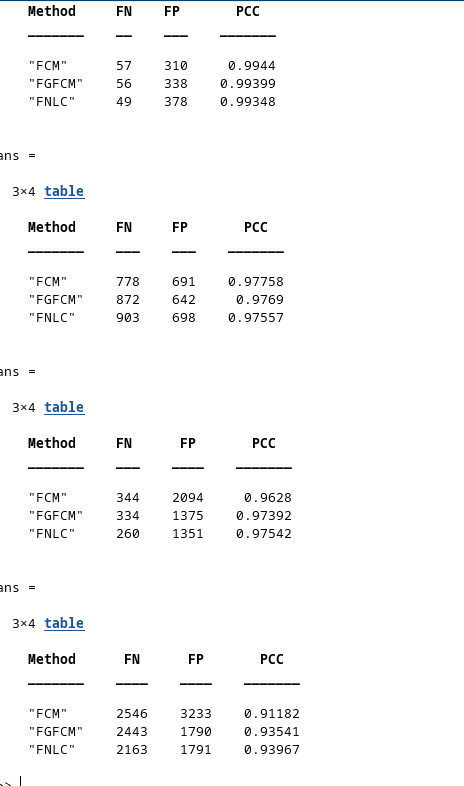 Method FN FP PCC
"FCM" 57 310 0.9944
"FGFCM" 56 338 0.99399
"FNLC" 49 378 0.99348
ans =
3×4 table
Method FN FP PCC
"FCM" 778 691 0.97758
"FGFCM" 872 642 0.9769
"FNLC" 903 698 0.97557
ans =
3×4 table
Method FN FP PCC
"FCM" 344 2094 0.9628
"FGFCM" 334 1375 0.97392
"FNLC" 260 1351 0.97542
ans =
3×4 table
Method FN FP PCC
"FCM" 2546 3233 0.91182
"FGFCM" 2443 1790 0.93541
"FNLC" 2163 1791 0.93967
>>